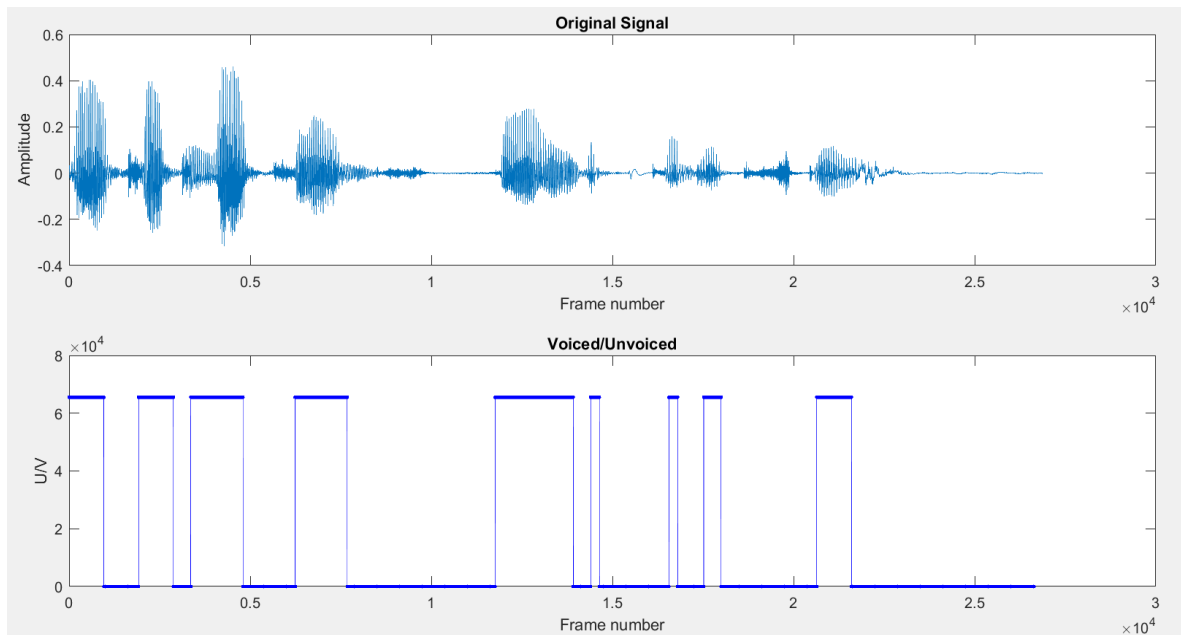 Original Signal
0.6
0.4
0.2
0
-0.2
-0.4
Amplitude
0 0.5 1 1.5 2 2.5 3
Frame number
×10^4
Voiced/Unvoiced
×10^4
8
6
4
2
0
U/V
0 0.5 1 1.5 2 2.5 3
Frame number
×10^4